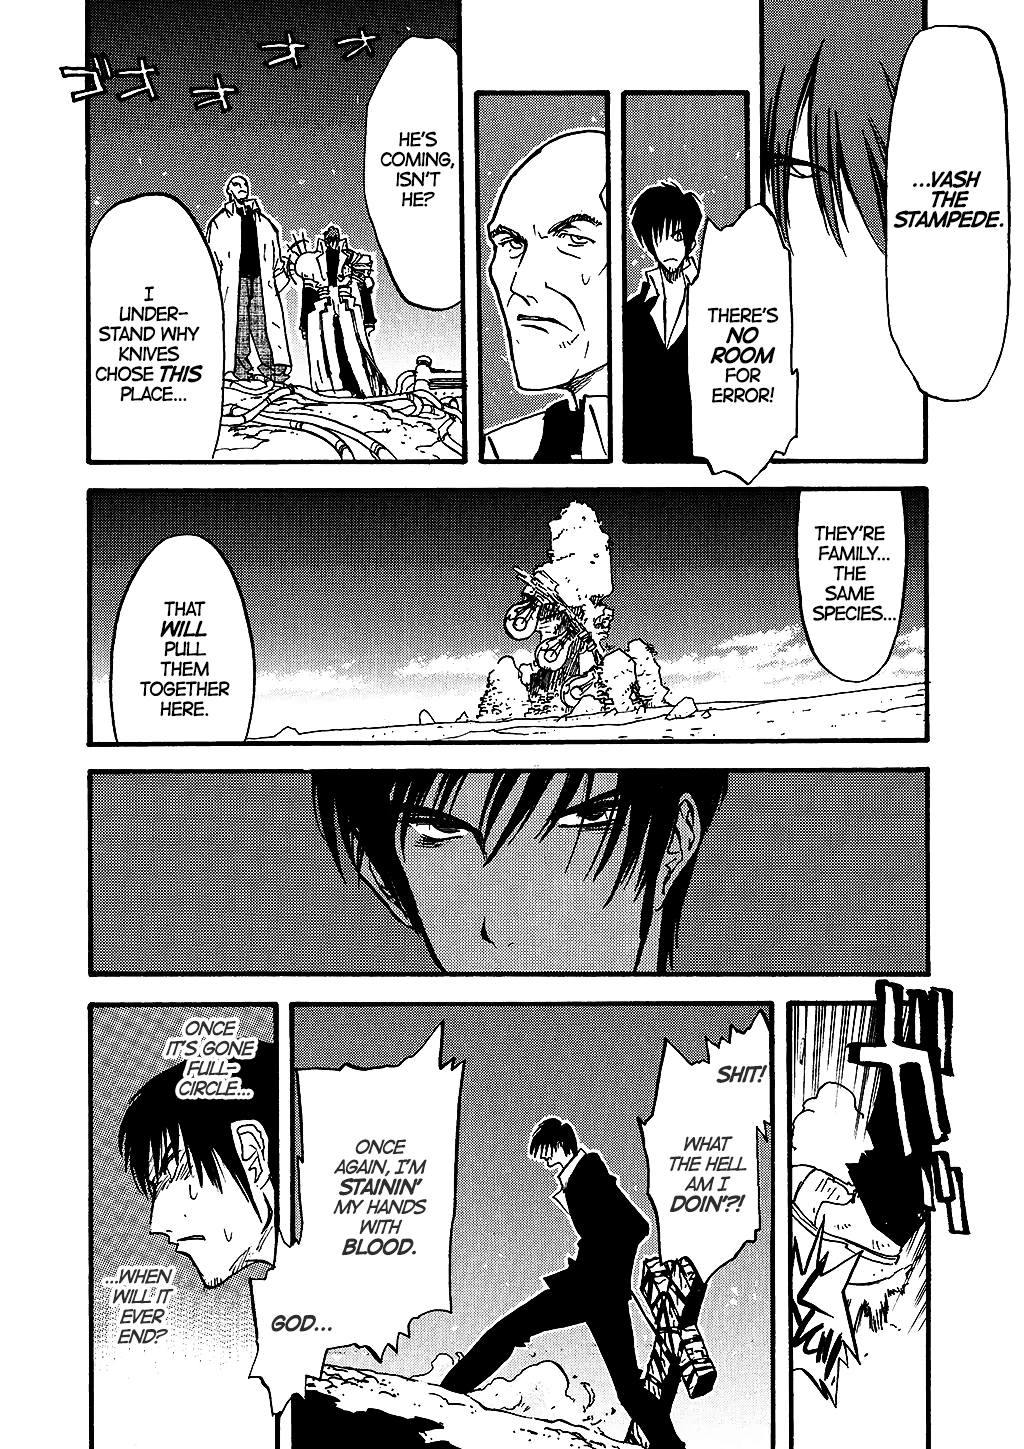 ...VASH
THE
STAMPEDE.
THERE'S
NO
ROOM
FOR
ERROR!
HE'S
COMING,
ISN'T
HE?
ゴオオオオ
I
UNDER-
STAND WHY
KNIVES
CHOSE THIS
PLACE...
THEY'RE
FAMILY...
THE
SAME
SPECIES...
THAT
WILL
PULL
THEM
TOGETHER
HERE.
SHIT!
WHAT
THE HELL
AM I
DOIN'?!
ONCE
AGAIN, I'M
STAININ'
MY HANDS
WITH
BLOOD.
GOD...
ONCE
IT'S GONE
FULL-
CIRCLE...
...WHEN
WILL IT
EVER
END?